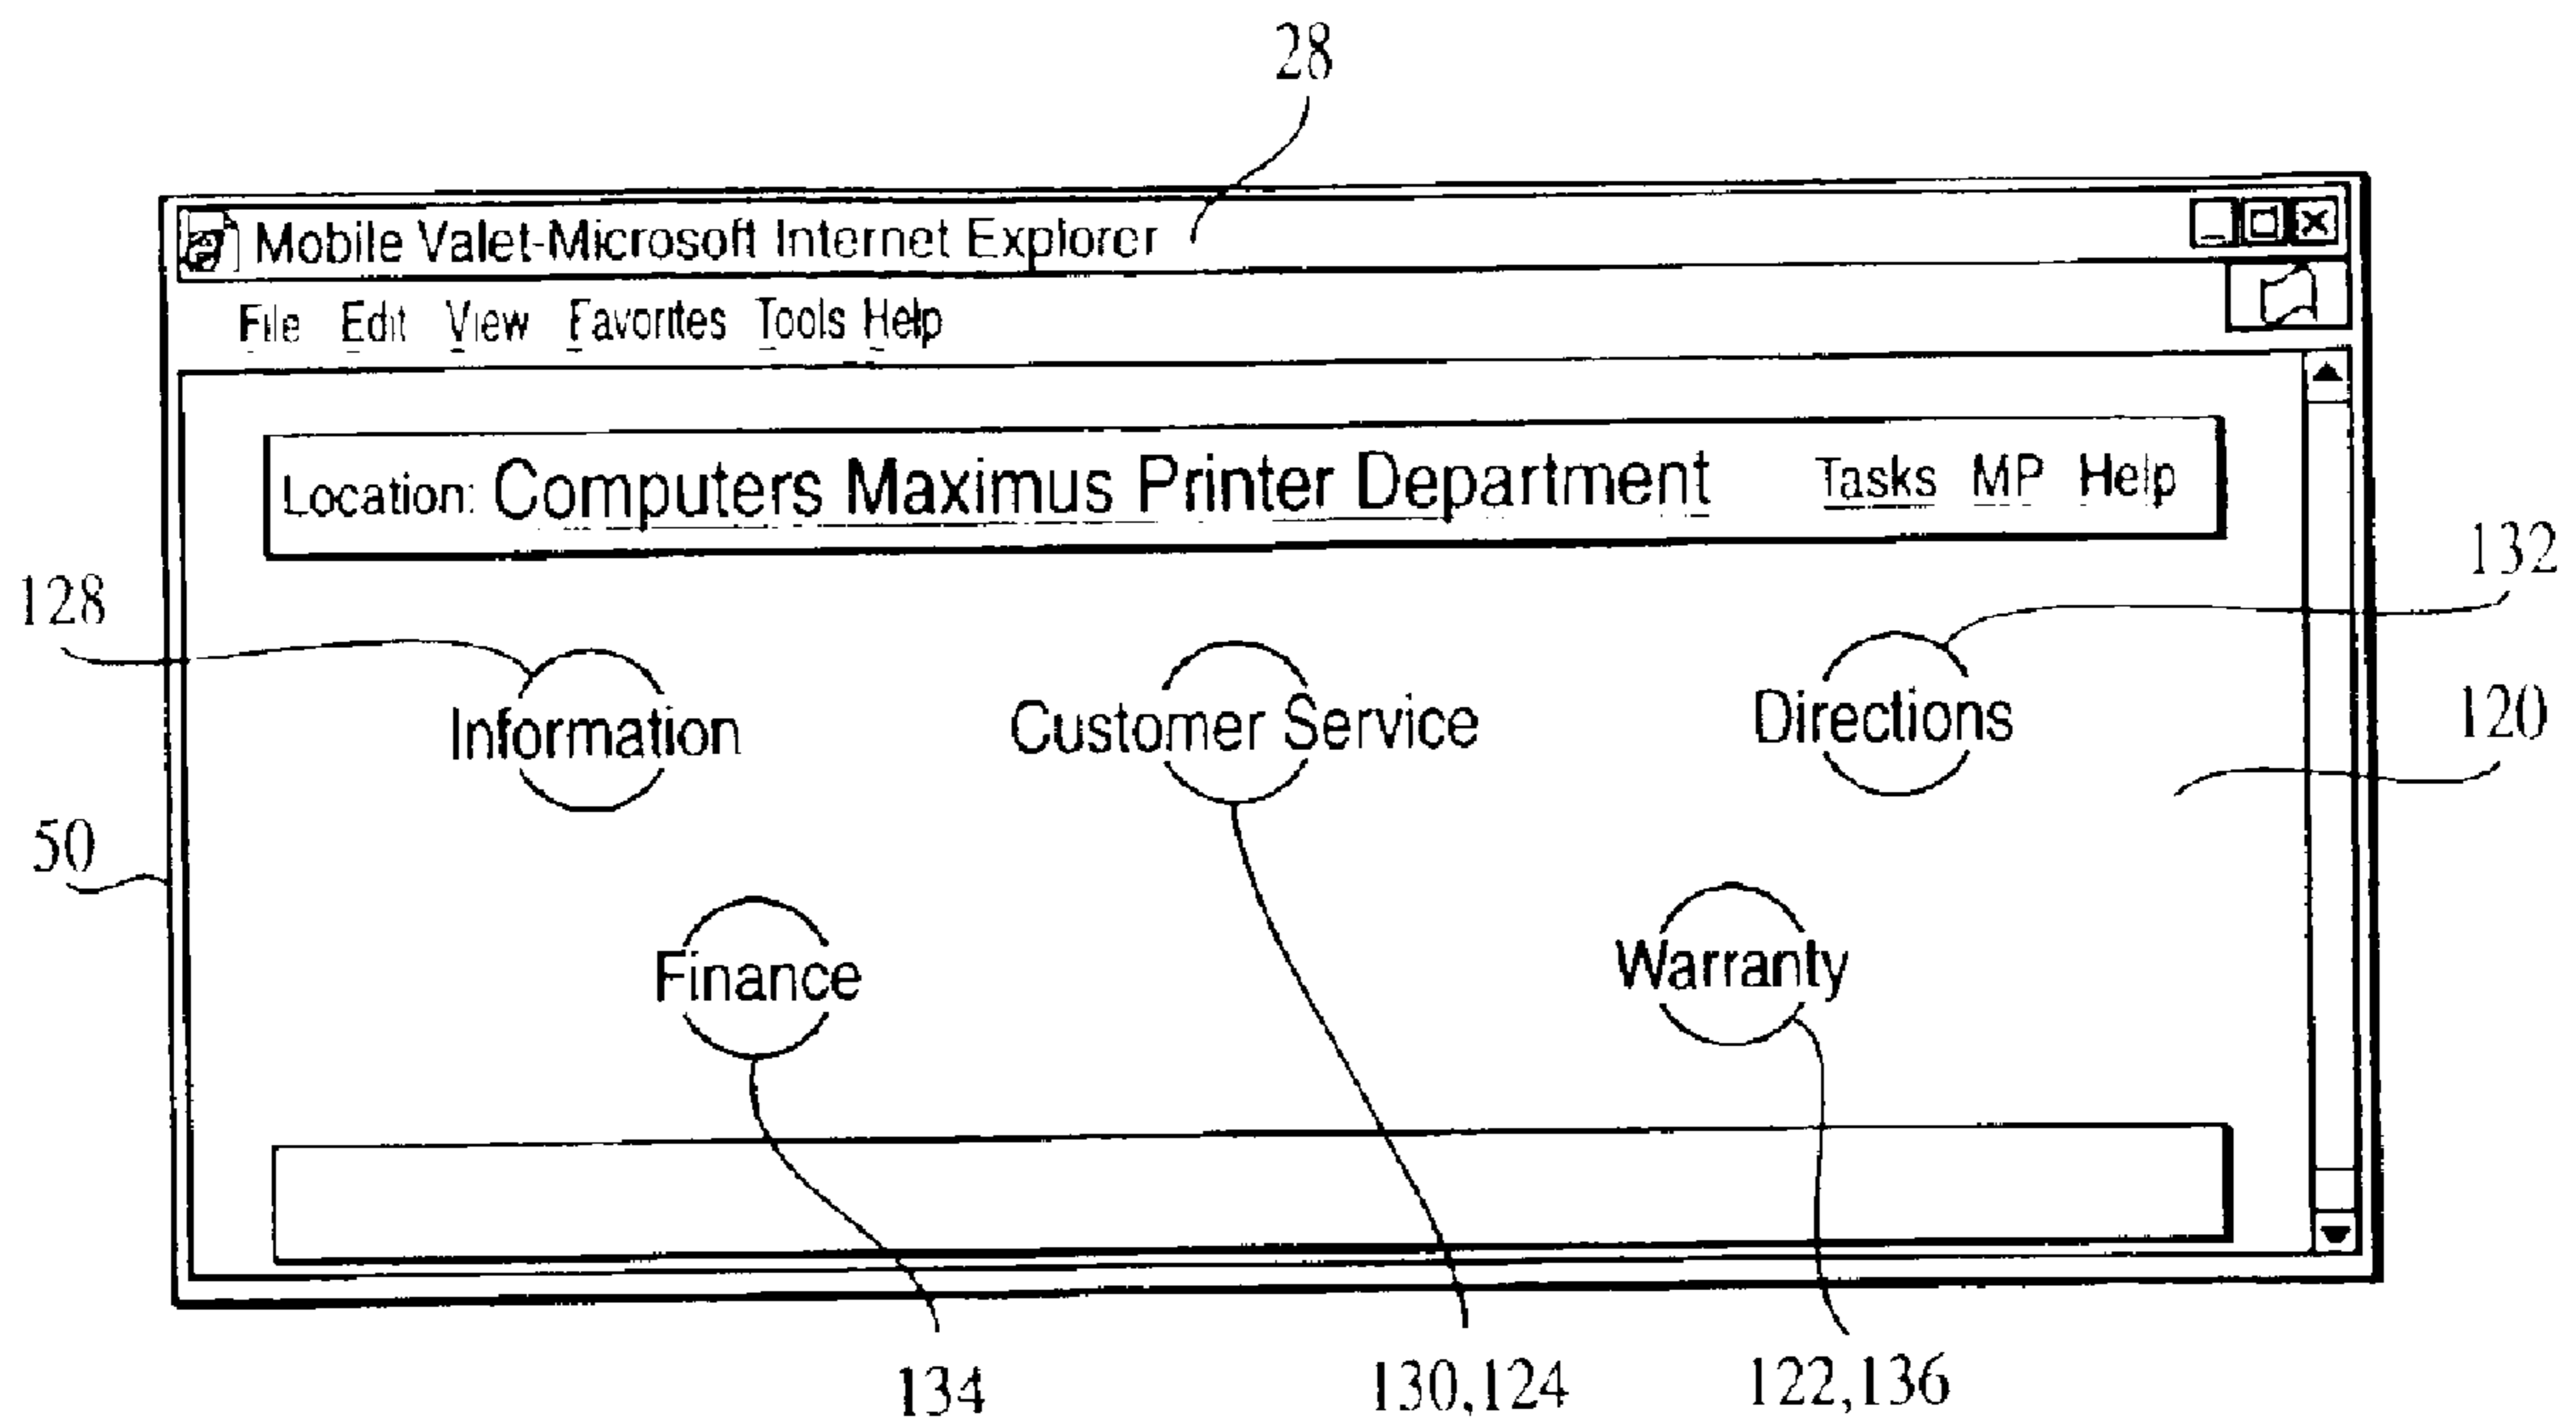 28
Mobile Valet-Microsoft Internet Explorer
File Edit View Favorites Tools Help
Location: Computers Maximus Printer Department Tasks MP Help
132
128
Information
Customer Service
Directions
120
50
Finance
Warranty
134
130,124
122,136